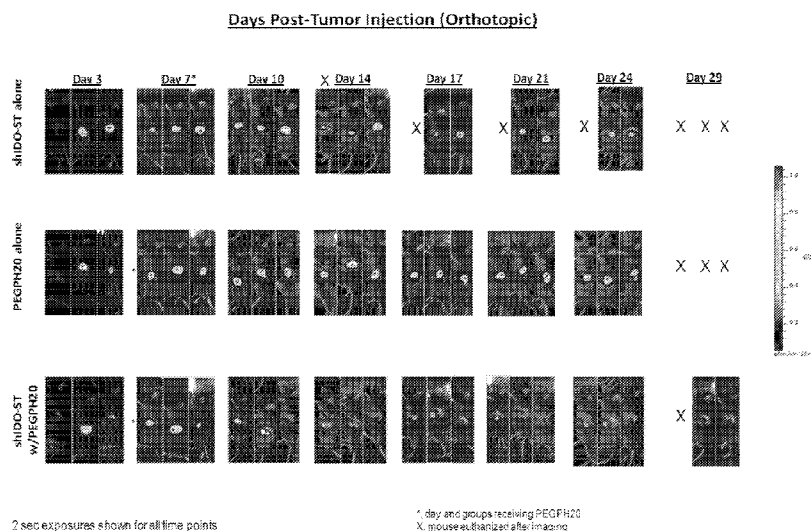 Days Post-Tumor Injection (Orthotopic)
Day 3 Day 7* Day 10 X Day 14 Day 17 Day 21 Day 24 Day 29
shIDO-ST alone
X X X X X X
PEGPH20 alone
* X X X
shIDO-ST
w/PEGPH20
* X
2 sec exposures shown for all time points
*, day and groups receiving PEGPH20
X, mouse euthanized after imaging